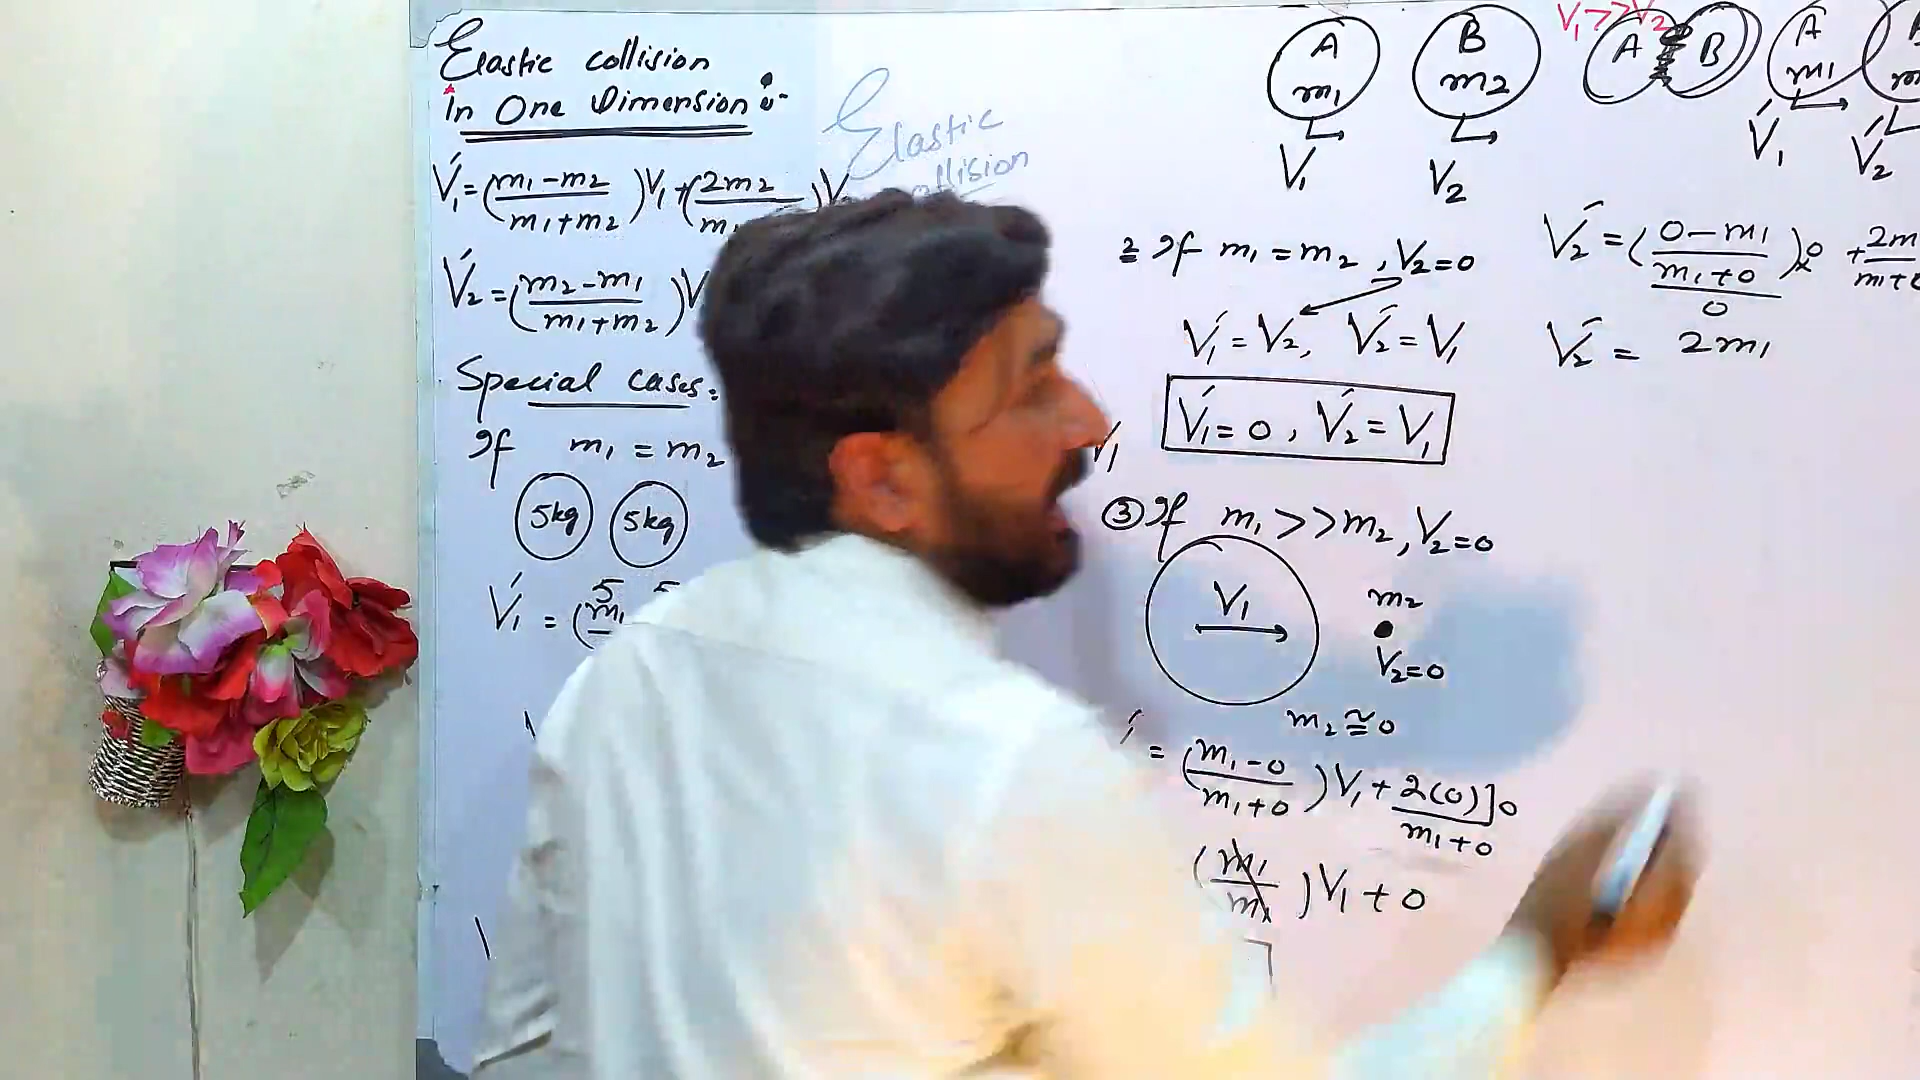 Elastic collision
in One Dimension :-
V₁′ = (m₁ - m₂ / m₁ + m₂) V₁ + (2m₂ / m₁ ) V
V₂′ = (m₂ - m₁ / m₁ + m₂) V
Special cases:
If m₁ = m₂
5kg 5kg
V₁′ = (m₁
5 5
Elastic
collision
A m₁ V₁
B m₂ V₂
V₁ >> V₂
A B
A m₁ V₁′
m V₂′
2 If m₁ = m₂, V₂ = 0
V₁′ = V₂, V₂′ = V₁
V₁′ = 0, V₂′ = V₁
V₁
③ If m₁ >> m₂, V₂ = 0
V₁
m₂
V₂ = 0
m₂ ≅ 0
′ = (m₁ - 0 / m₁ + 0) V₁ + 2(0) / m₁ + 0 ] 0
(m₁ / m₁) V₁ + 0
V₂′ = (0 - m₁ / m₁ + 0) × 0 + 2m / m₁ +
0
V₂′ = 2m₁